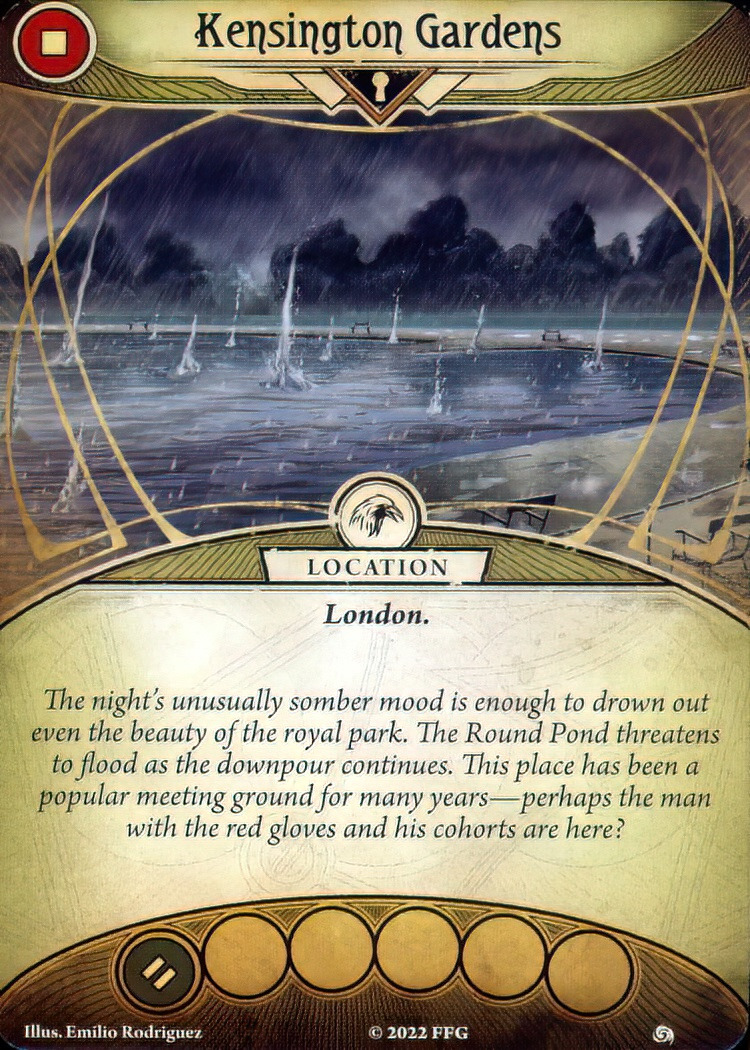 Kensington Gardens
LOCATION
London.
The night's unusually somber mood is enough to drown out
even the beauty of the royal park. The Round Pond threatens
to flood as the downpour continues. This place has been a
popular meeting ground for many years—perhaps the man
with the red gloves and his cohorts are here?
Illus. Emilio Rodriguez
© 2022 FFG